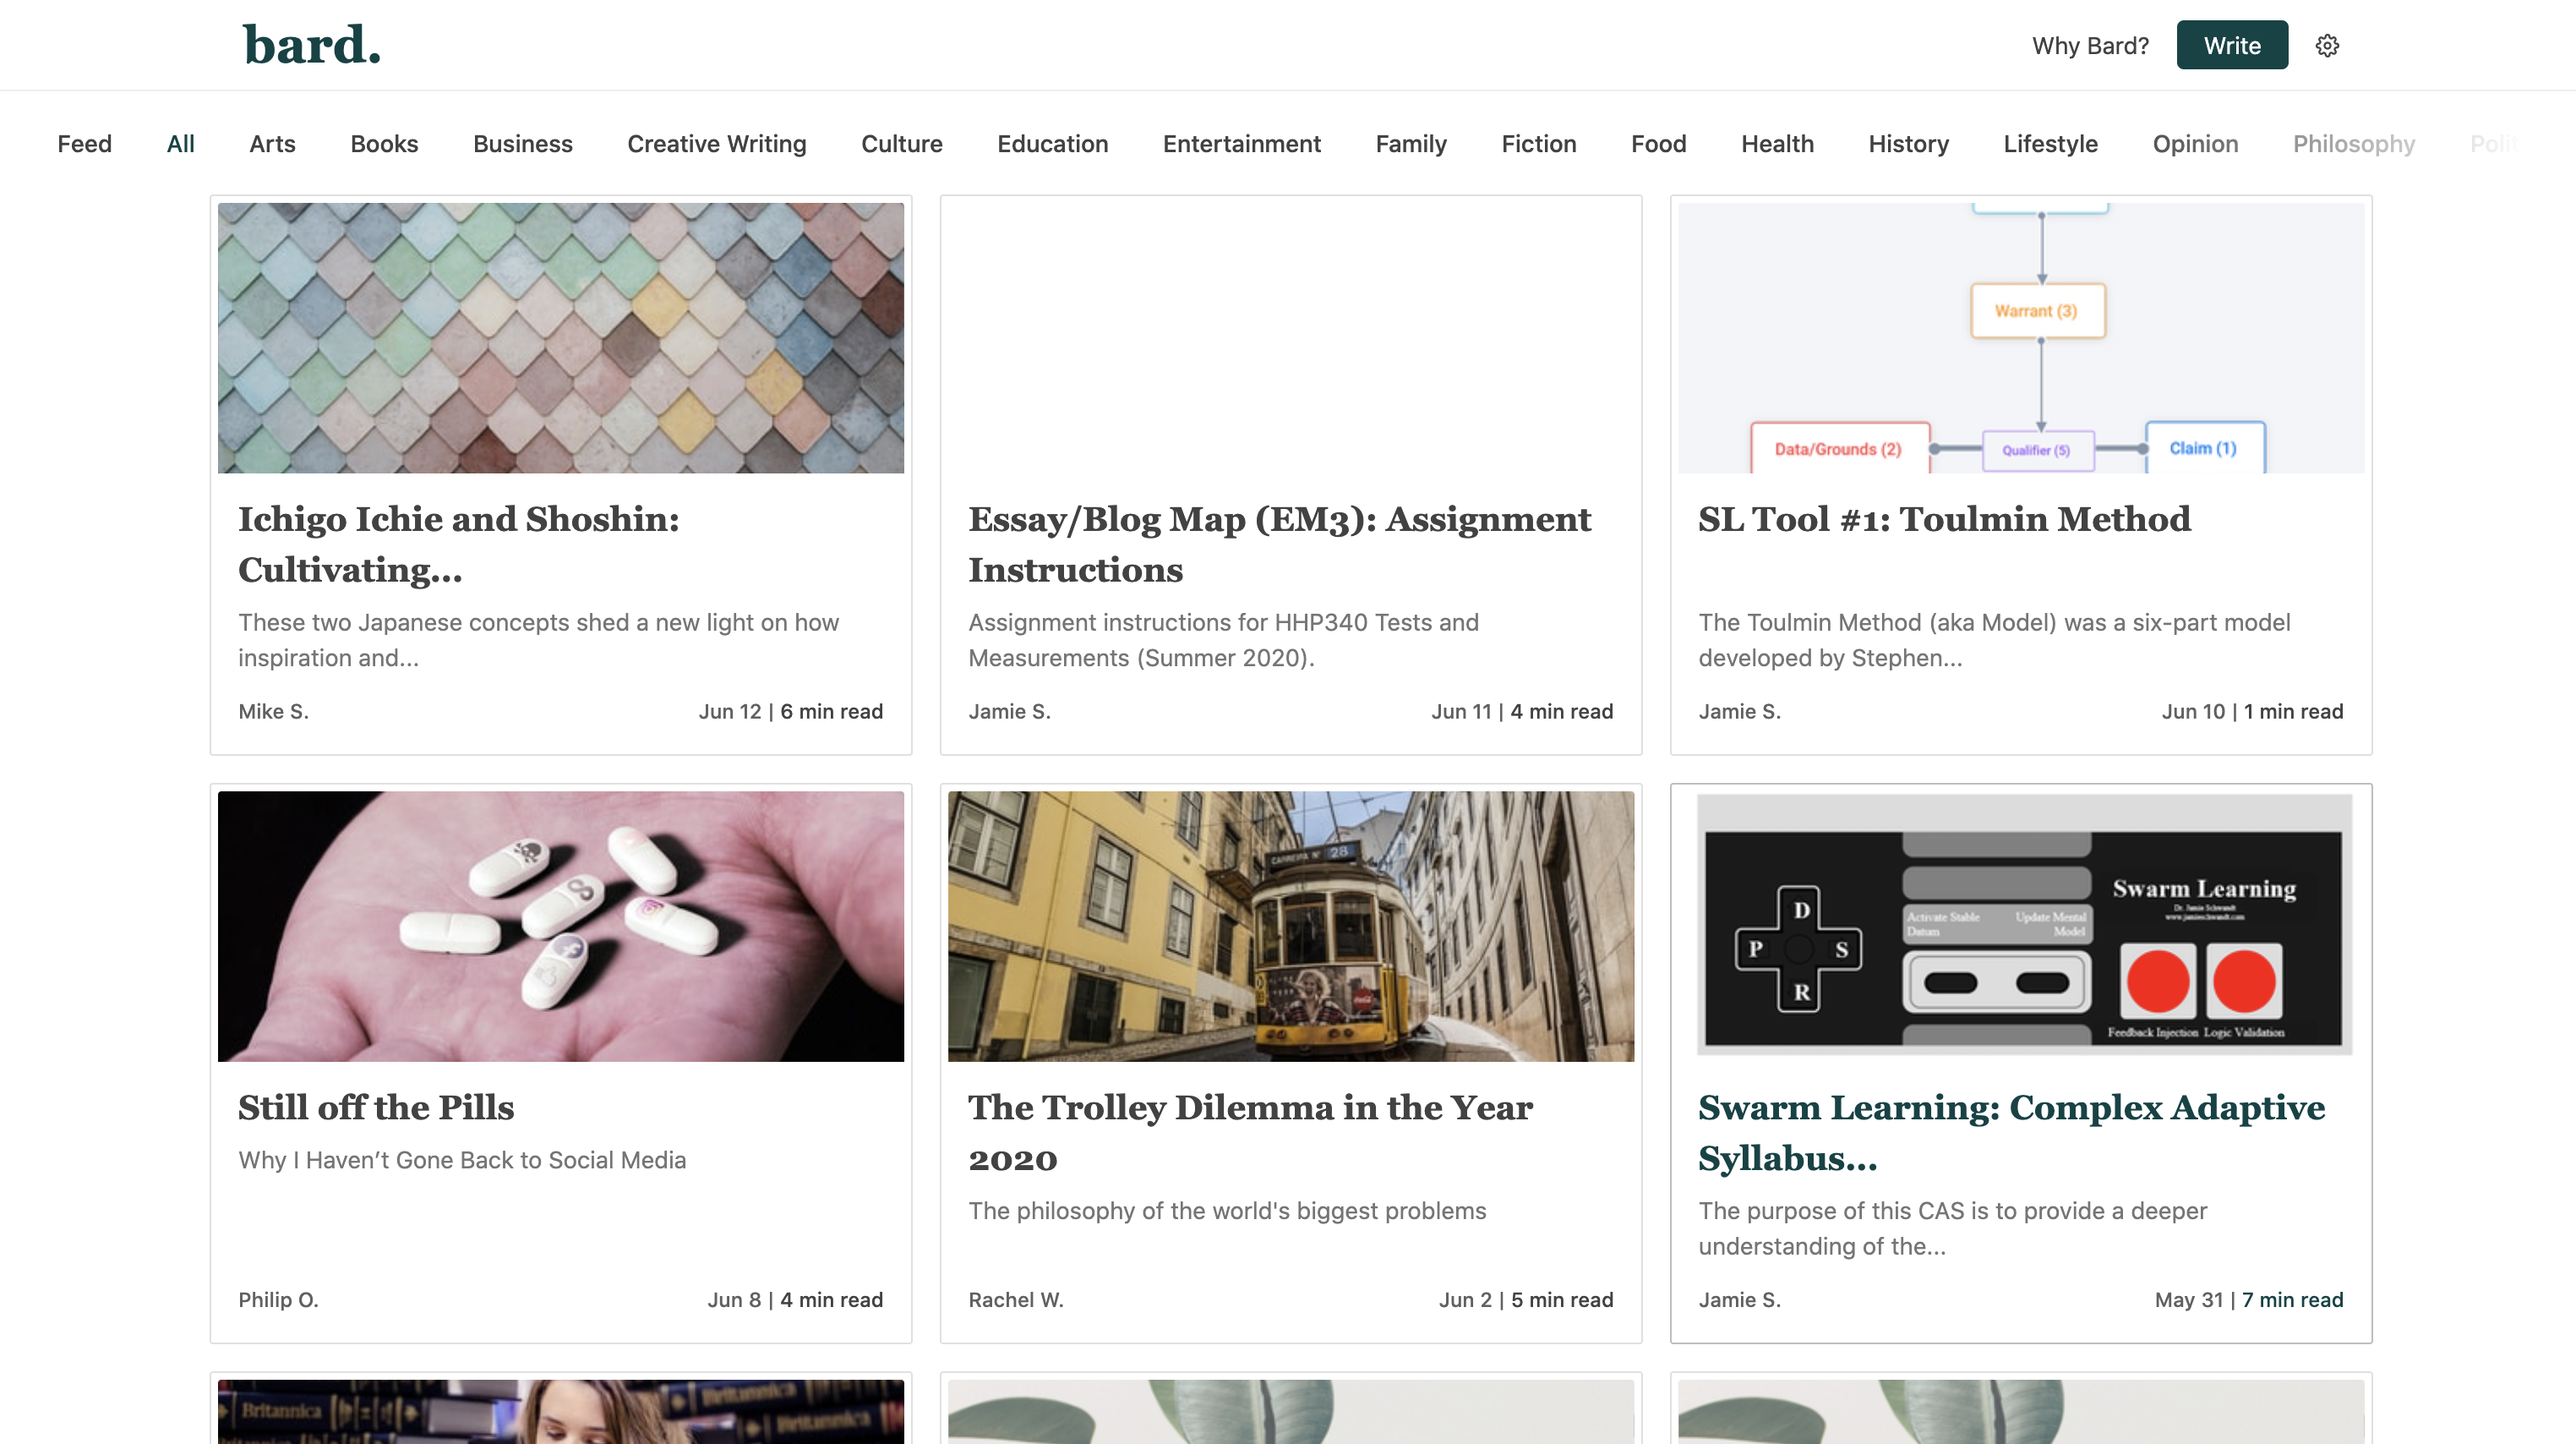 bard.
Why Bard?
Write
Feed
All
Arts
Books
Business
Creative Writing
Culture
Education
Entertainment
Family
Fiction
Food
Health
History
Lifestyle
Opinion
Philosophy
Polit
Warrant (3)
Data/Grounds (2)
Qualifier (5)
Claim (1)
Ichigo Ichie and Shoshin:
Cultivating...
These two Japanese concepts shed a new light on how
inspiration and...
Mike S.
Jun 12 | 6 min read
Essay/Blog Map (EM3): Assignment
Instructions
Assignment instructions for HHP340 Tests and
Measurements (Summer 2020).
Jamie S.
Jun 11 | 4 min read
SL Tool #1: Toulmin Method
The Toulmin Method (aka Model) was a six-part model
developed by Stephen...
Jamie S.
Jun 10 | 1 min read
CARREIRA Nº 28
D
P
S
R
Activate Stable
Datum
Update Mental
Model
Swarm Learning
Dr. Jamie Schwandt
www.jamieschwandt.com
Feedback Injection
Logic Validation
Still off the Pills
Why I Haven’t Gone Back to Social Media
Philip O.
Jun 8 | 4 min read
The Trolley Dilemma in the Year
2020
The philosophy of the world's biggest problems
Rachel W.
Jun 2 | 5 min read
Swarm Learning: Complex Adaptive
Syllabus...
The purpose of this CAS is to provide a deeper
understanding of the...
Jamie S.
May 31 | 7 min read
Britannica
Britannica
Britannica